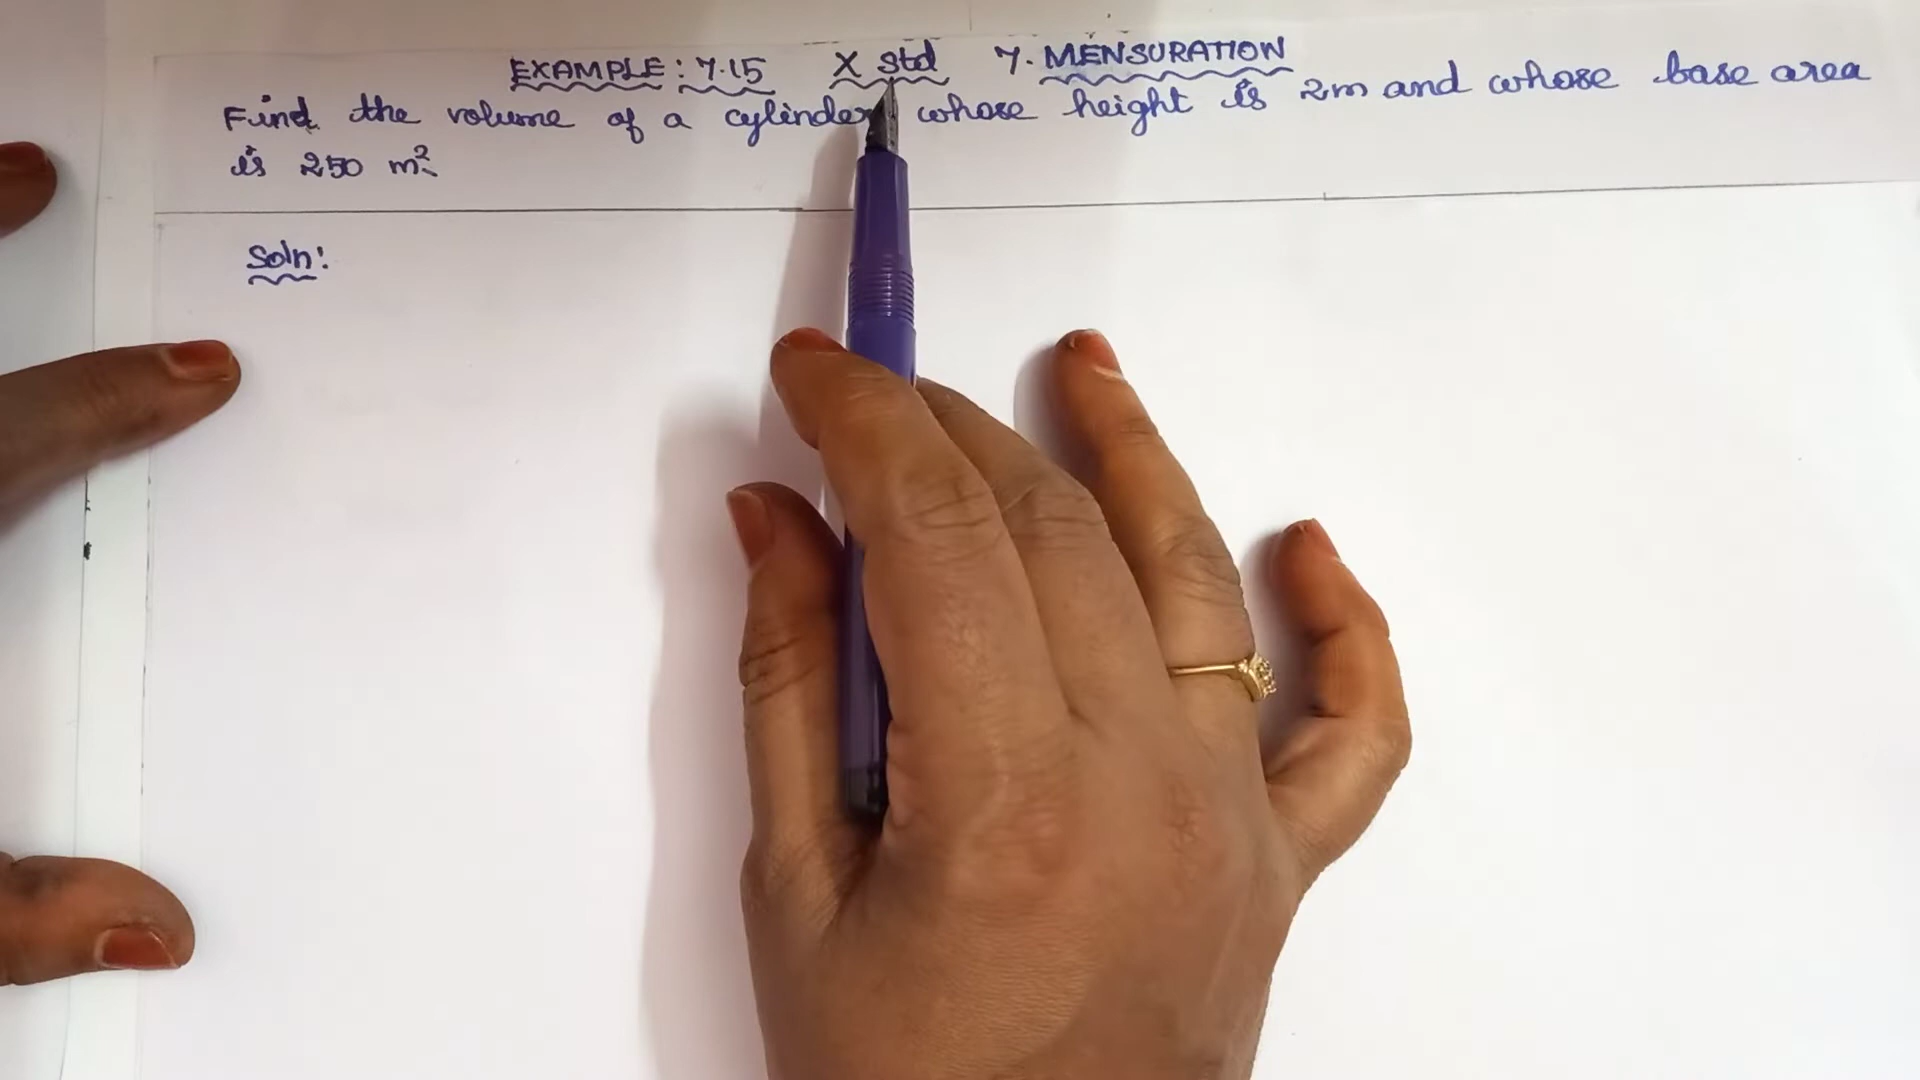 EXAMPLE: 7.15 X Std 7. MENSURATION
Find the volume of a cylinder whose height is 2m and whose base area
is 250 m².
Soln: